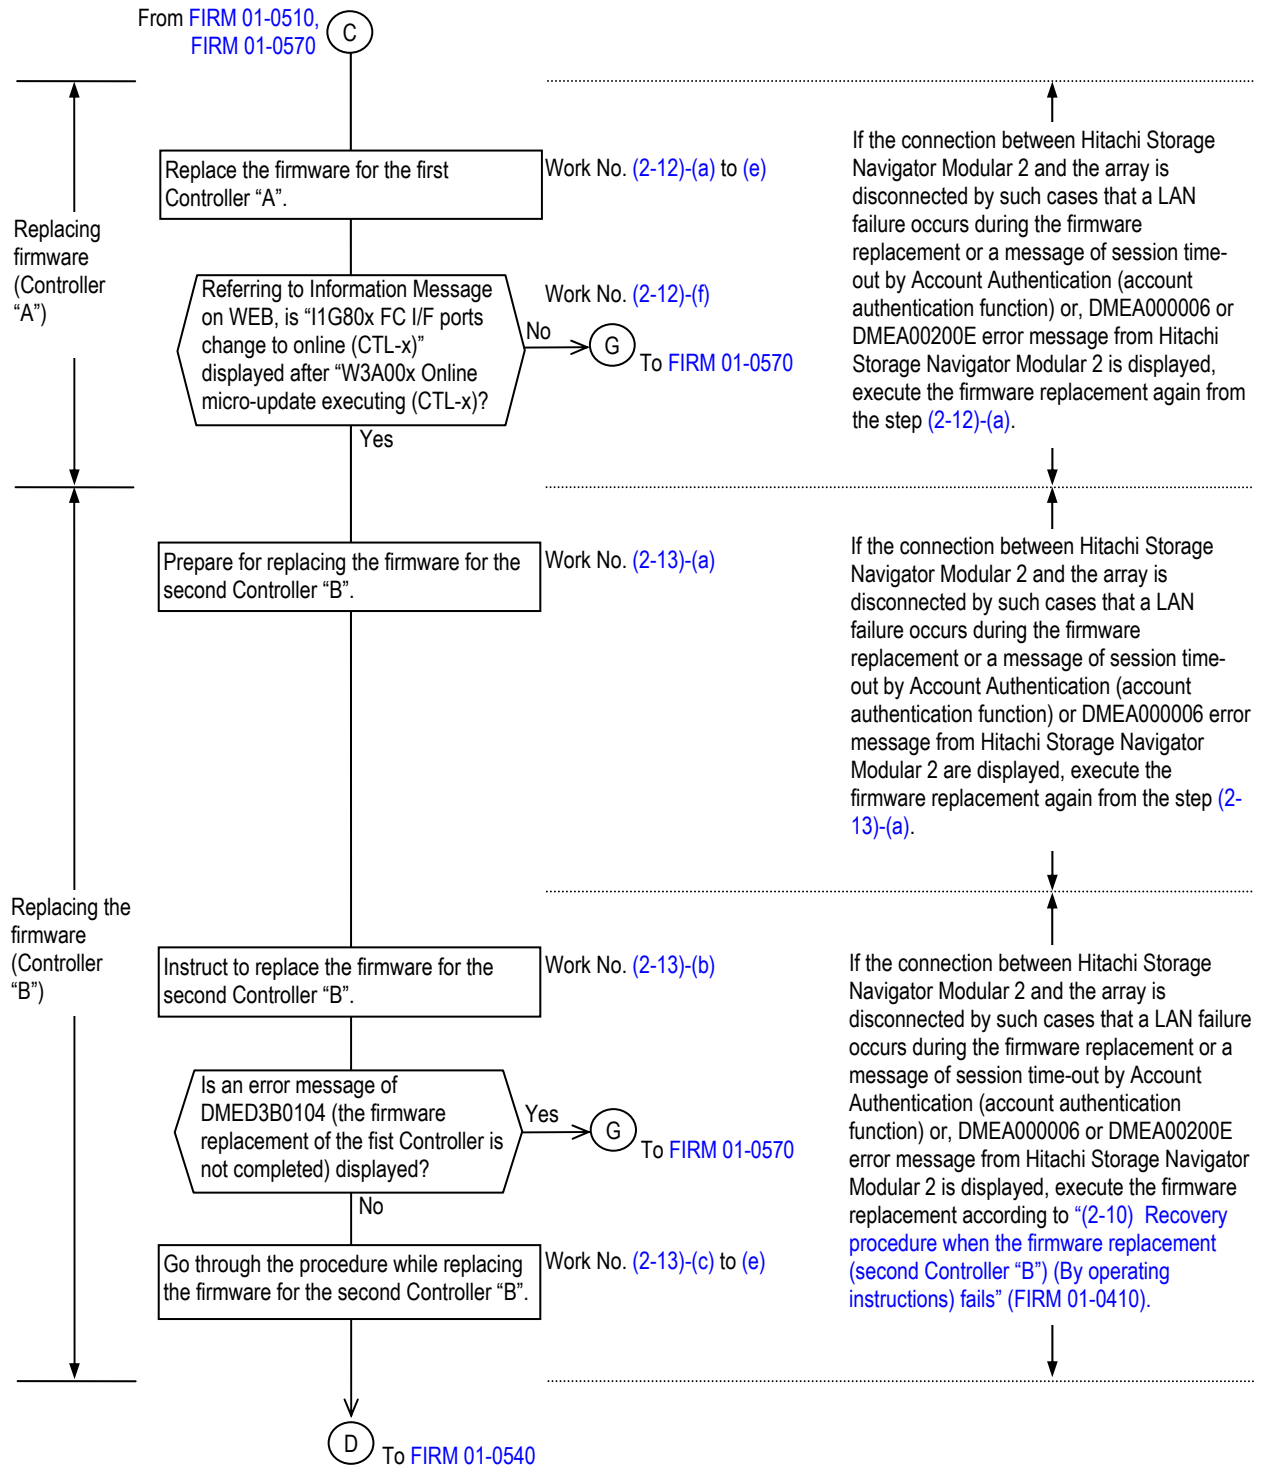 From FIRM 01-0510,
FIRM 01-0570
C
Replacing
firmware
(Controller
“A”)
Replace the firmware for the first
Controller “A”.
Work No. (2-12)-(a) to (e)
Referring to Information Message
on WEB, is “I1G80x FC I/F ports
change to online (CTL-x)”
displayed after “W3A00x Online
micro-update executing (CTL-x)?
Work No. (2-12)-(f)
No
G
To FIRM 01-0570
Yes
If the connection between Hitachi Storage
Navigator Modular 2 and the array is
disconnected by such cases that a LAN
failure occurs during the firmware
replacement or a message of session time-
out by Account Authentication (account
authentication function) or, DMEA000006 or
DMEA00200E error message from Hitachi
Storage Navigator Modular 2 is displayed,
execute the firmware replacement again from
the step (2-12)-(a).
Replacing the
firmware
(Controller
“B”)
Prepare for replacing the firmware for the
second Controller “B”.
Work No. (2-13)-(a)
If the connection between Hitachi Storage
Navigator Modular 2 and the array is
disconnected by such cases that a LAN
failure occurs during the firmware
replacement or a message of session time-
out by Account Authentication (account
authentication function) or DMEA000006 error
message from Hitachi Storage Navigator
Modular 2 are displayed, execute the
firmware replacement again from the step (2-
13)-(a).
Instruct to replace the firmware for the
second Controller “B”.
Work No. (2-13)-(b)
Is an error message of
DMED3B0104 (the firmware
replacement of the fist Controller is
not completed) displayed?
Yes
G
To FIRM 01-0570
No
Go through the procedure while replacing
the firmware for the second Controller “B”.
Work No. (2-13)-(c) to (e)
If the connection between Hitachi Storage
Navigator Modular 2 and the array is
disconnected by such cases that a LAN failure
occurs during the firmware replacement or a
message of session time-out by Account
Authentication (account authentication
function) or, DMEA000006 or DMEA00200E
error message from Hitachi Storage Navigator
Modular 2 is displayed, execute the firmware
replacement according to “(2-10) Recovery
procedure when the firmware replacement
(second Controller “B”) (By operating
instructions) fails” (FIRM 01-0410).
D
To FIRM 01-0540